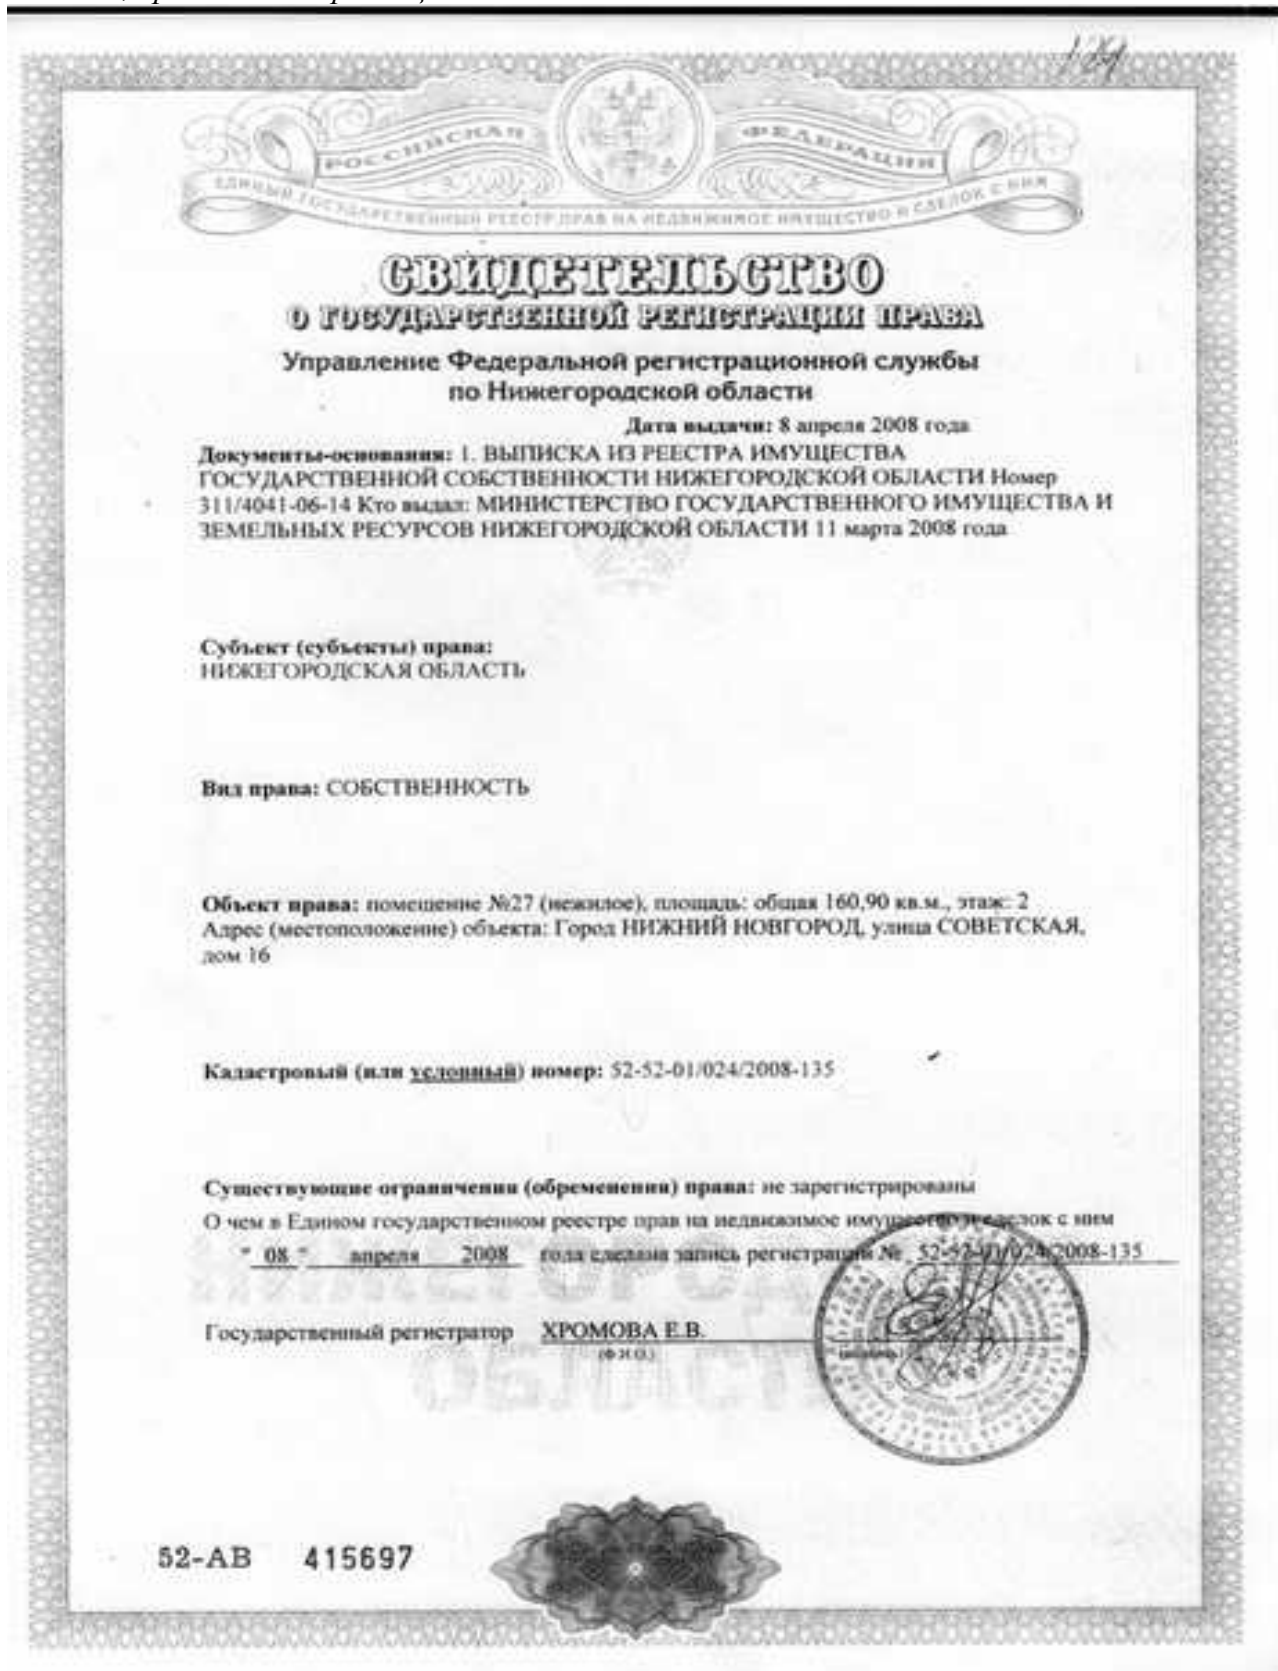 РОССИЙСКАЯ ФЕДЕРАЦИЯ
ЕДИНЫЙ ГОСУДАРСТВЕННЫЙ РЕЕСТР ПРАВ НА НЕДВИЖИМОЕ ИМУЩЕСТВО И СДЕЛОК С НИМ
СВИДЕТЕЛЬСТВО
О ГОСУДАРСТВЕННОЙ РЕГИСТРАЦИИ ПРАВА
Управление Федеральной регистрационной службы
по Нижегородской области
Дата выдачи: 8 апреля 2008 года
Документы-основания: 1. ВЫПИСКА ИЗ РЕЕСТРА ИМУЩЕСТВА
ГОСУДАРСТВЕННОЙ СОБСТВЕННОСТИ НИЖЕГОРОДСКОЙ ОБЛАСТИ Номер
311/4041-06-14 Кто выдал: МИНИСТЕРСТВО ГОСУДАРСТВЕННОГО ИМУЩЕСТВА И
ЗЕМЕЛЬНЫХ РЕСУРСОВ НИЖЕГОРОДСКОЙ ОБЛАСТИ 11 марта 2008 года
Субъект (субъекты) права:
НИЖЕГОРОДСКАЯ ОБЛАСТЬ
Вид права: СОБСТВЕННОСТЬ
Объект права: помещение №27 (нежилое), площадь: общая 160,90 кв.м., этаж: 2
Адрес (местоположение) объекта: Город НИЖНИЙ НОВГОРОД, улица СОВЕТСКАЯ,
дом 16
Кадастровый (или условный) номер: 52-52-01/024/2008-135
Существующие ограничения (обременения) права: не зарегистрированы
О чем в Едином государственном реестре прав на недвижимое имущество и сделок с ним
" 08 " апреля 2008 года сделана запись регистрации № 52-52-01/024/2008-135
Государственный регистратор ХРОМОВА Е.В.
(Ф.И.О.)
52-АВ 415697